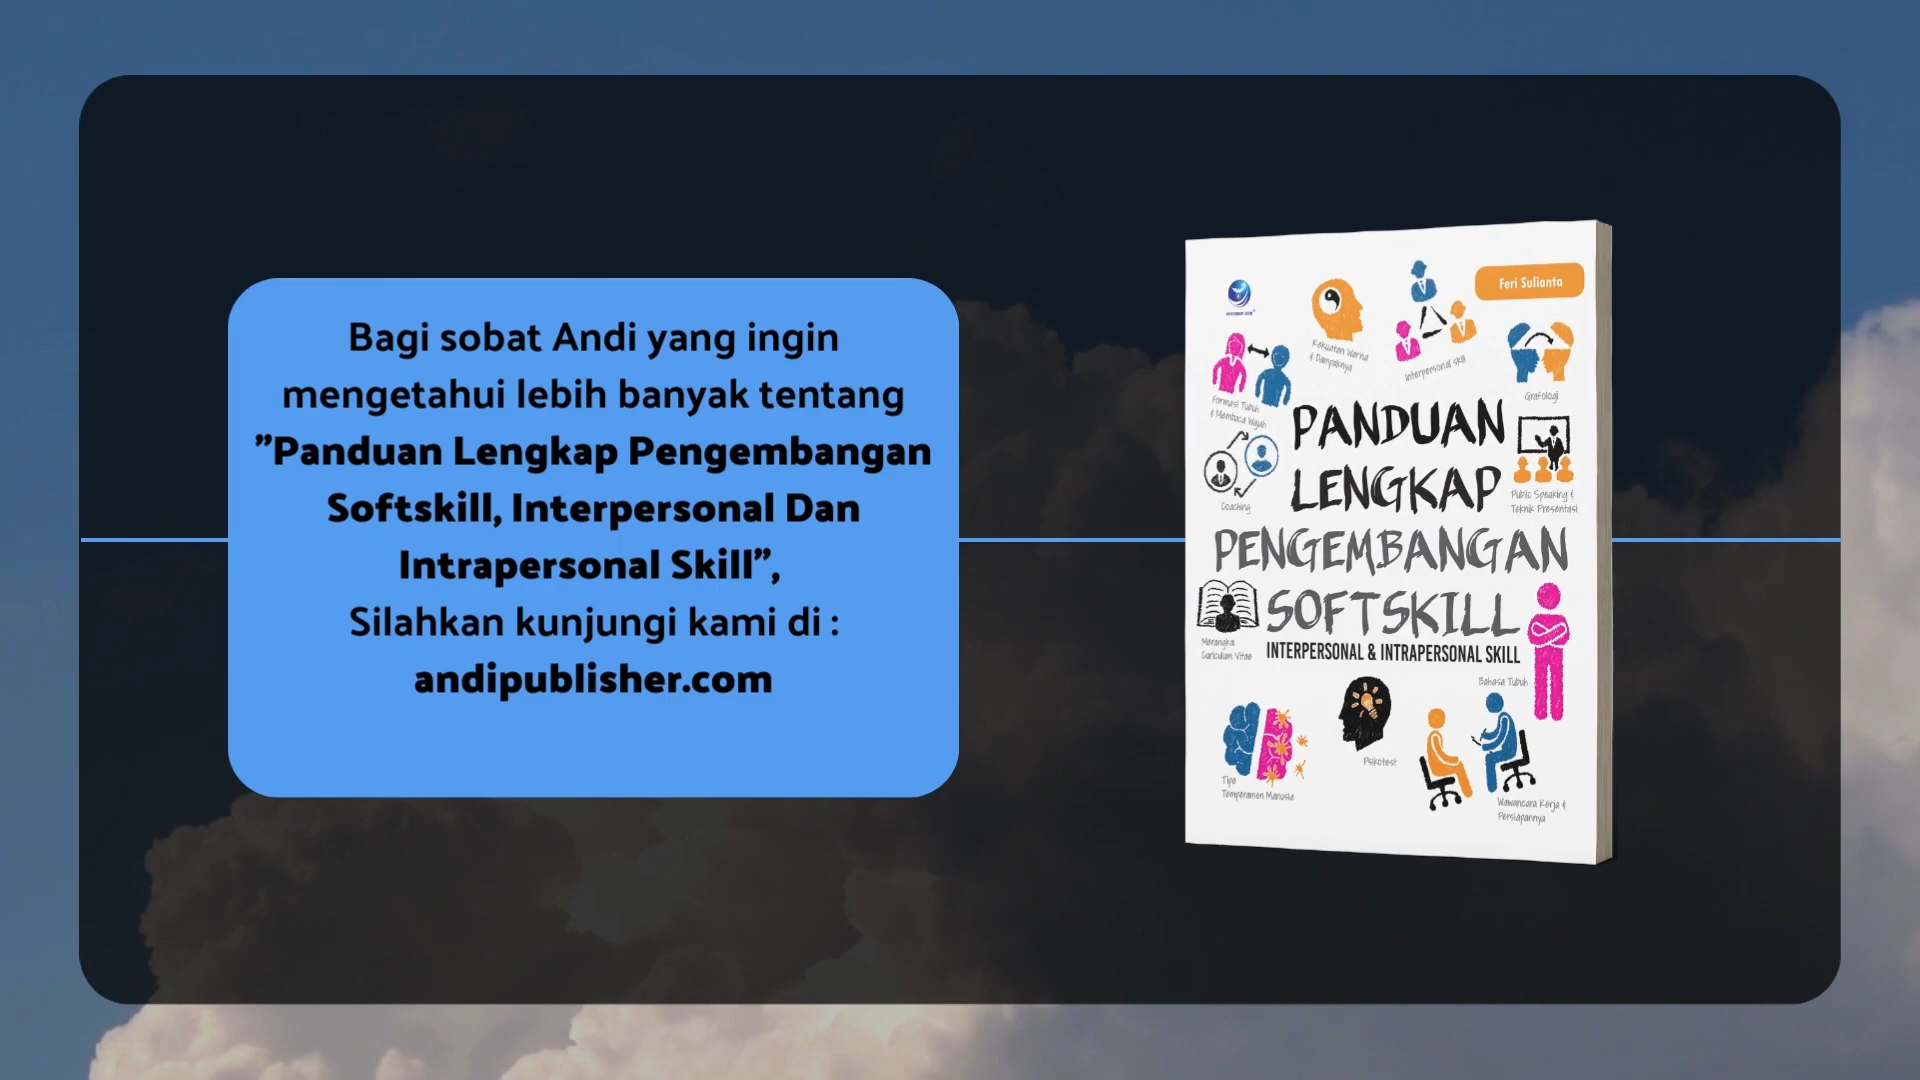 Bagi sobat Andi yang ingin
mengetahui lebih banyak tentang
”Panduan Lengkap Pengembangan
Softskill, Interpersonal Dan
Intrapersonal Skill”,
Silahkan kunjungi kami di :
andipublisher.com
Feri Sulianta
Kekuatan Warna
& Dampaknya
Interpersonal Skill
Grafologi
Formasi Tubuh
& Membaca Wajah
PANDUAN
LENGKAP
PENGEMBANGAN
SOFTSKILL
INTERPERSONAL & INTRAPERSONAL SKILL
Coaching
Public Speaking &
Teknik Presentasi
Merangkai
Curiculum Vitae
Bahasa Tubuh
Psikotest
Tipe
Temperamen Manusia
Wawancara Kerja &
Persiapannya